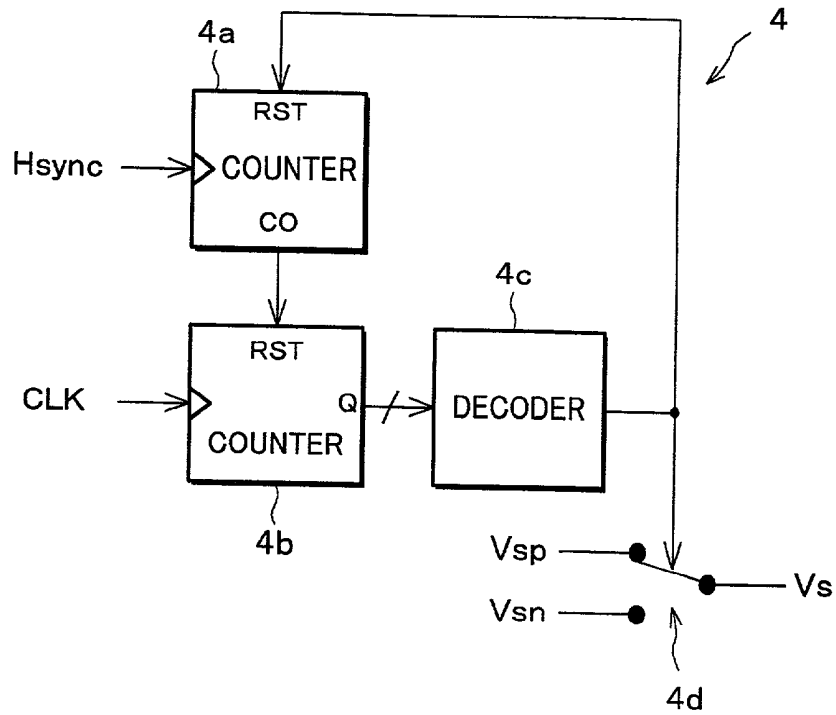 4
4a
RST
Hsync
COUNTER
CO
4c
RST
CLK
Q
DECODER
COUNTER
4b
Vsp
Vs
Vsn
4d